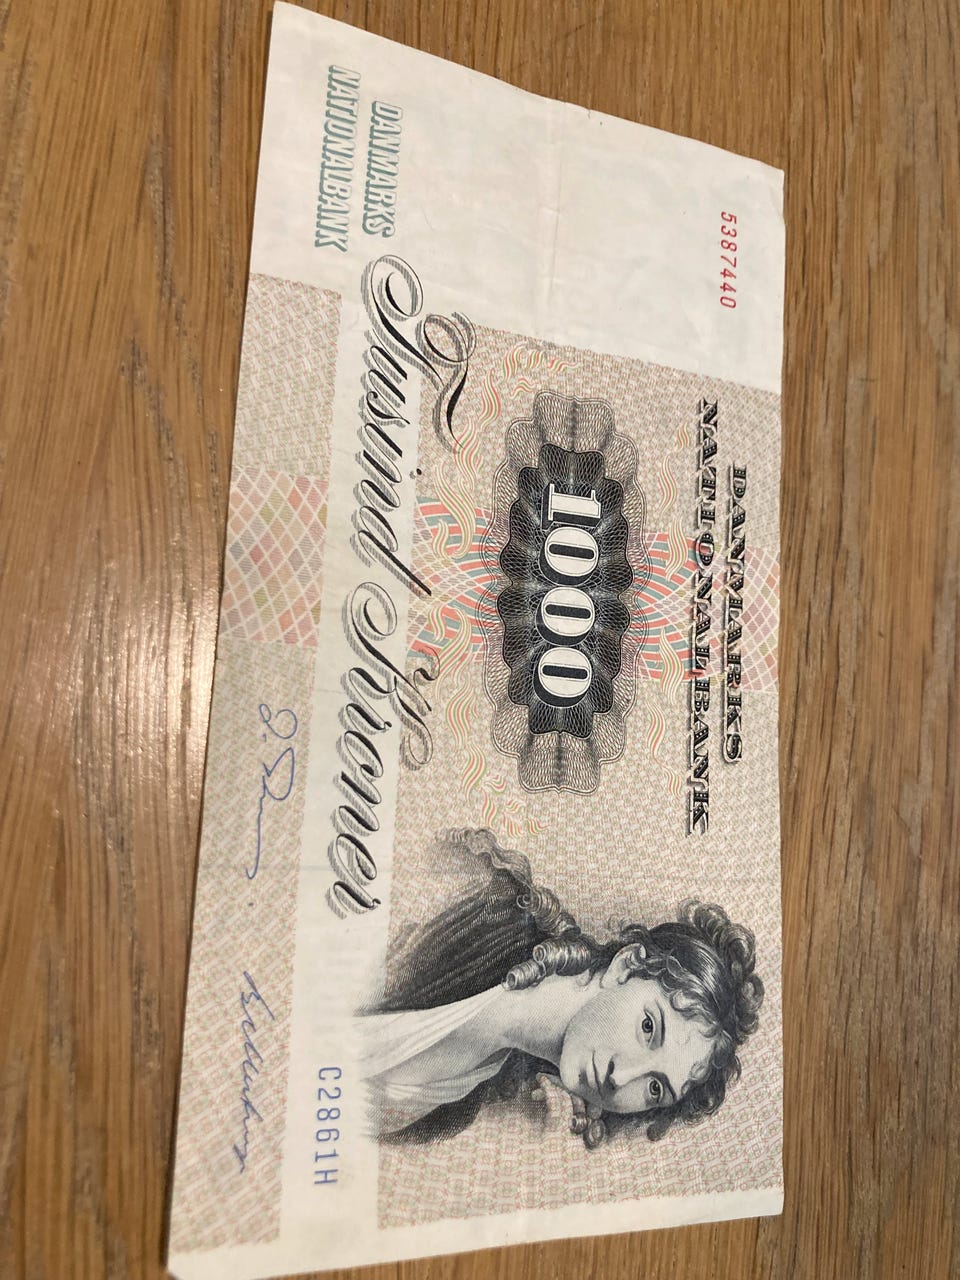 5387440
DANMARKS
NATIONALBANK
DANMARKS
NATIONALBANK
1000
Tusind Kroner
C2861H